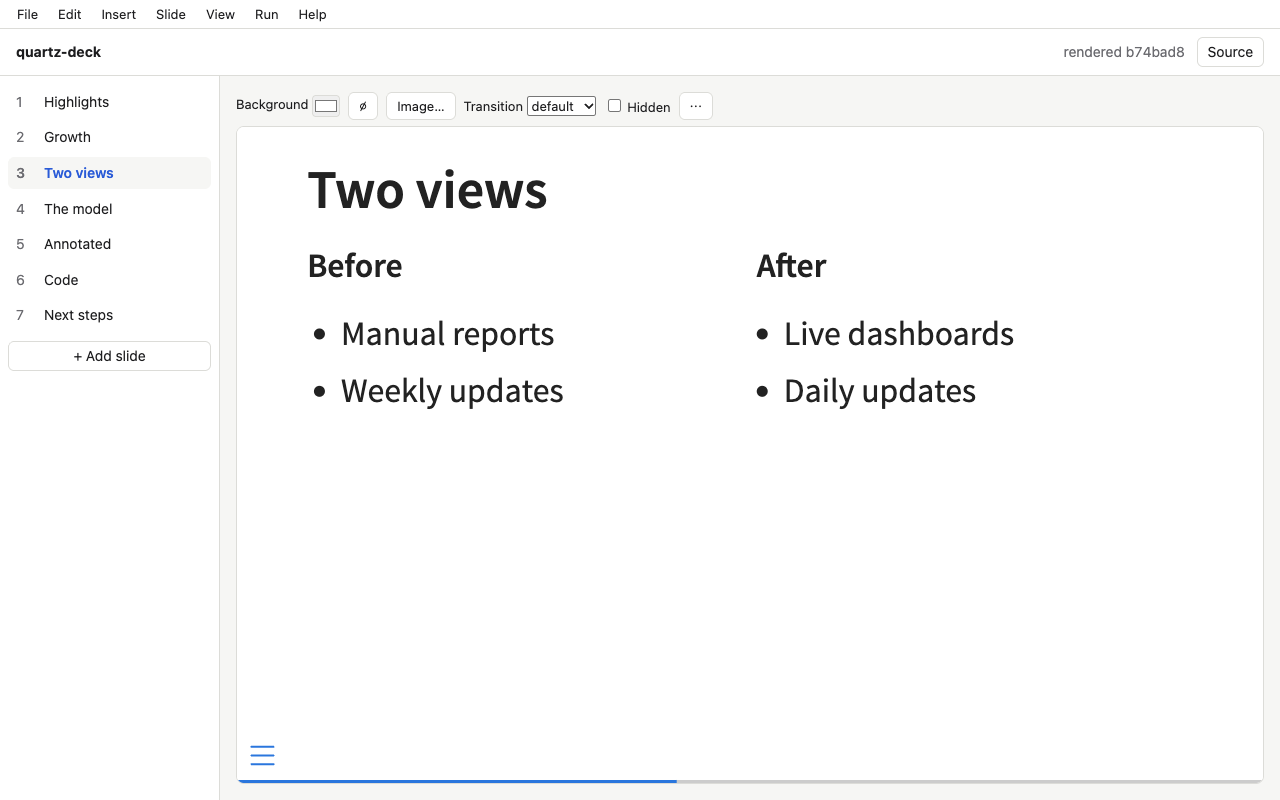 File Edit Insert Slide View Run Help
quartz-deck
rendered b74bad8 Source
1 Highlights
2 Growth
3 Two views
4 The model
5 Annotated
6 Code
7 Next steps
+ Add slide
Background ∅ Image... Transition default Hidden ···
Two views
Before
• Manual reports
• Weekly updates
After
• Live dashboards
• Daily updates